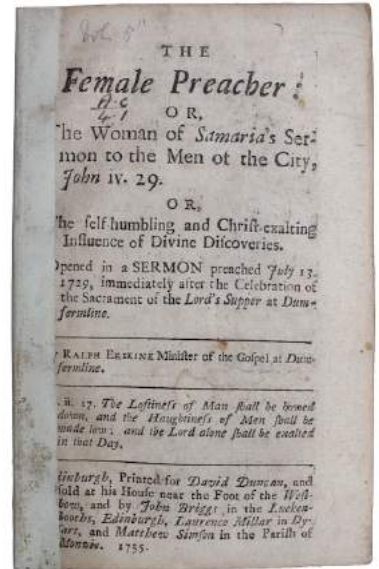 Vol. 5"
THE
Female Preacher:
A.c
41
OR,
The Woman of Samaria's Ser-
mon to the Men of the City,
John iv. 29.
OR,
The self-humbling and Christ-exalting
Influence of Divine Discoveries.
Opened in a SERMON preached July 13.
1729, immediately after the Celebration of
the Sacrament of the Lord's Supper at Dum-
fermline.
RALPH ERSKINE Minister of the Gospel at Dum-
fermline.
ii. 17. The Loftiness of Man shall be bowed
down, and the Haughtiness of Men shall be
made low: and the Lord alone shall be exalted
in that Day.
Edinburgh, Printed for David Duncan, and
sold at his House near the Foot of the West-
bow, and by John Briggs in the Lucken-
booths, Edinburgh, Laurence Millar in Dy-
sart, and Matthew Simson in the Parish of
Monnie. 1755.